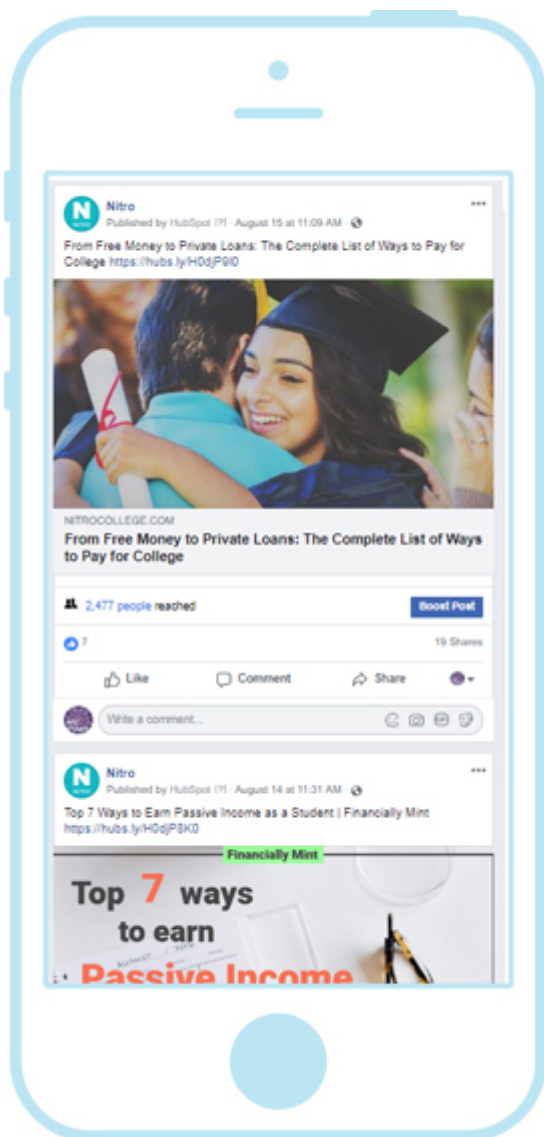 N
NITRO
Nitro
Published by HubSpot [?] · August 15 at 11:09 AM ·
From Free Money to Private Loans: The Complete List of Ways to Pay for
College https://hubs.ly/H0djP9l0
NITROCOLLEGE.COM
From Free Money to Private Loans: The Complete List of Ways
to Pay for College
2,477 people reached
Boost Post
7
19 Shares
Like
Comment
Share
Write a comment...
GIF
N
NITRO
Nitro
Published by HubSpot [?] · August 14 at 11:31 AM ·
Top 7 Ways to Earn Passive Income as a Student | Financially Mint
https://hubs.ly/H0djP8K0
Financially Mint
Top 7 ways
to earn
Passive Income